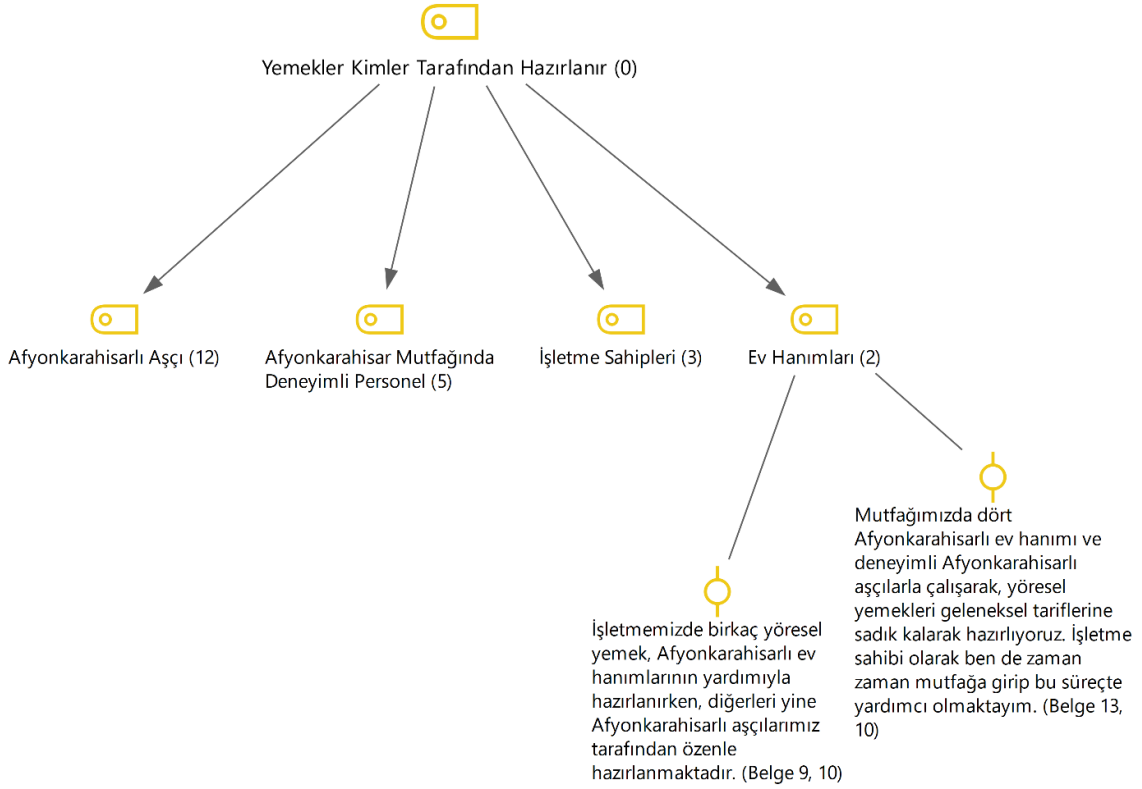 Yemekler Kimler Tarafından Hazırlanır (0)
Afyonkarahisarlı Aşçı (12)
Afyonkarahisar Mutfağında
Deneyimli Personel (5)
İşletme Sahipleri (3)
Ev Hanımları (2)
İşletmemizde birkaç yöresel
yemek, Afyonkarahisarlı ev
hanımlarının yardımıyla
hazırlanırken, diğerleri yine
Afyonkarahisarlı aşçılarımız
tarafından özenle
hazırlanmaktadır. (Belge 9, 10)
Mutfağımızda dört
Afyonkarahisarlı ev hanımı ve
deneyimli Afyonkarahisarlı
aşçılarla çalışarak, yöresel
yemekleri geleneksel tariflerine
sadık kalarak hazırlıyoruz. İşletme
sahibi olarak ben de zaman
zaman mutfağa girip bu süreçte
yardımcı olmaktayım. (Belge 13,
10)